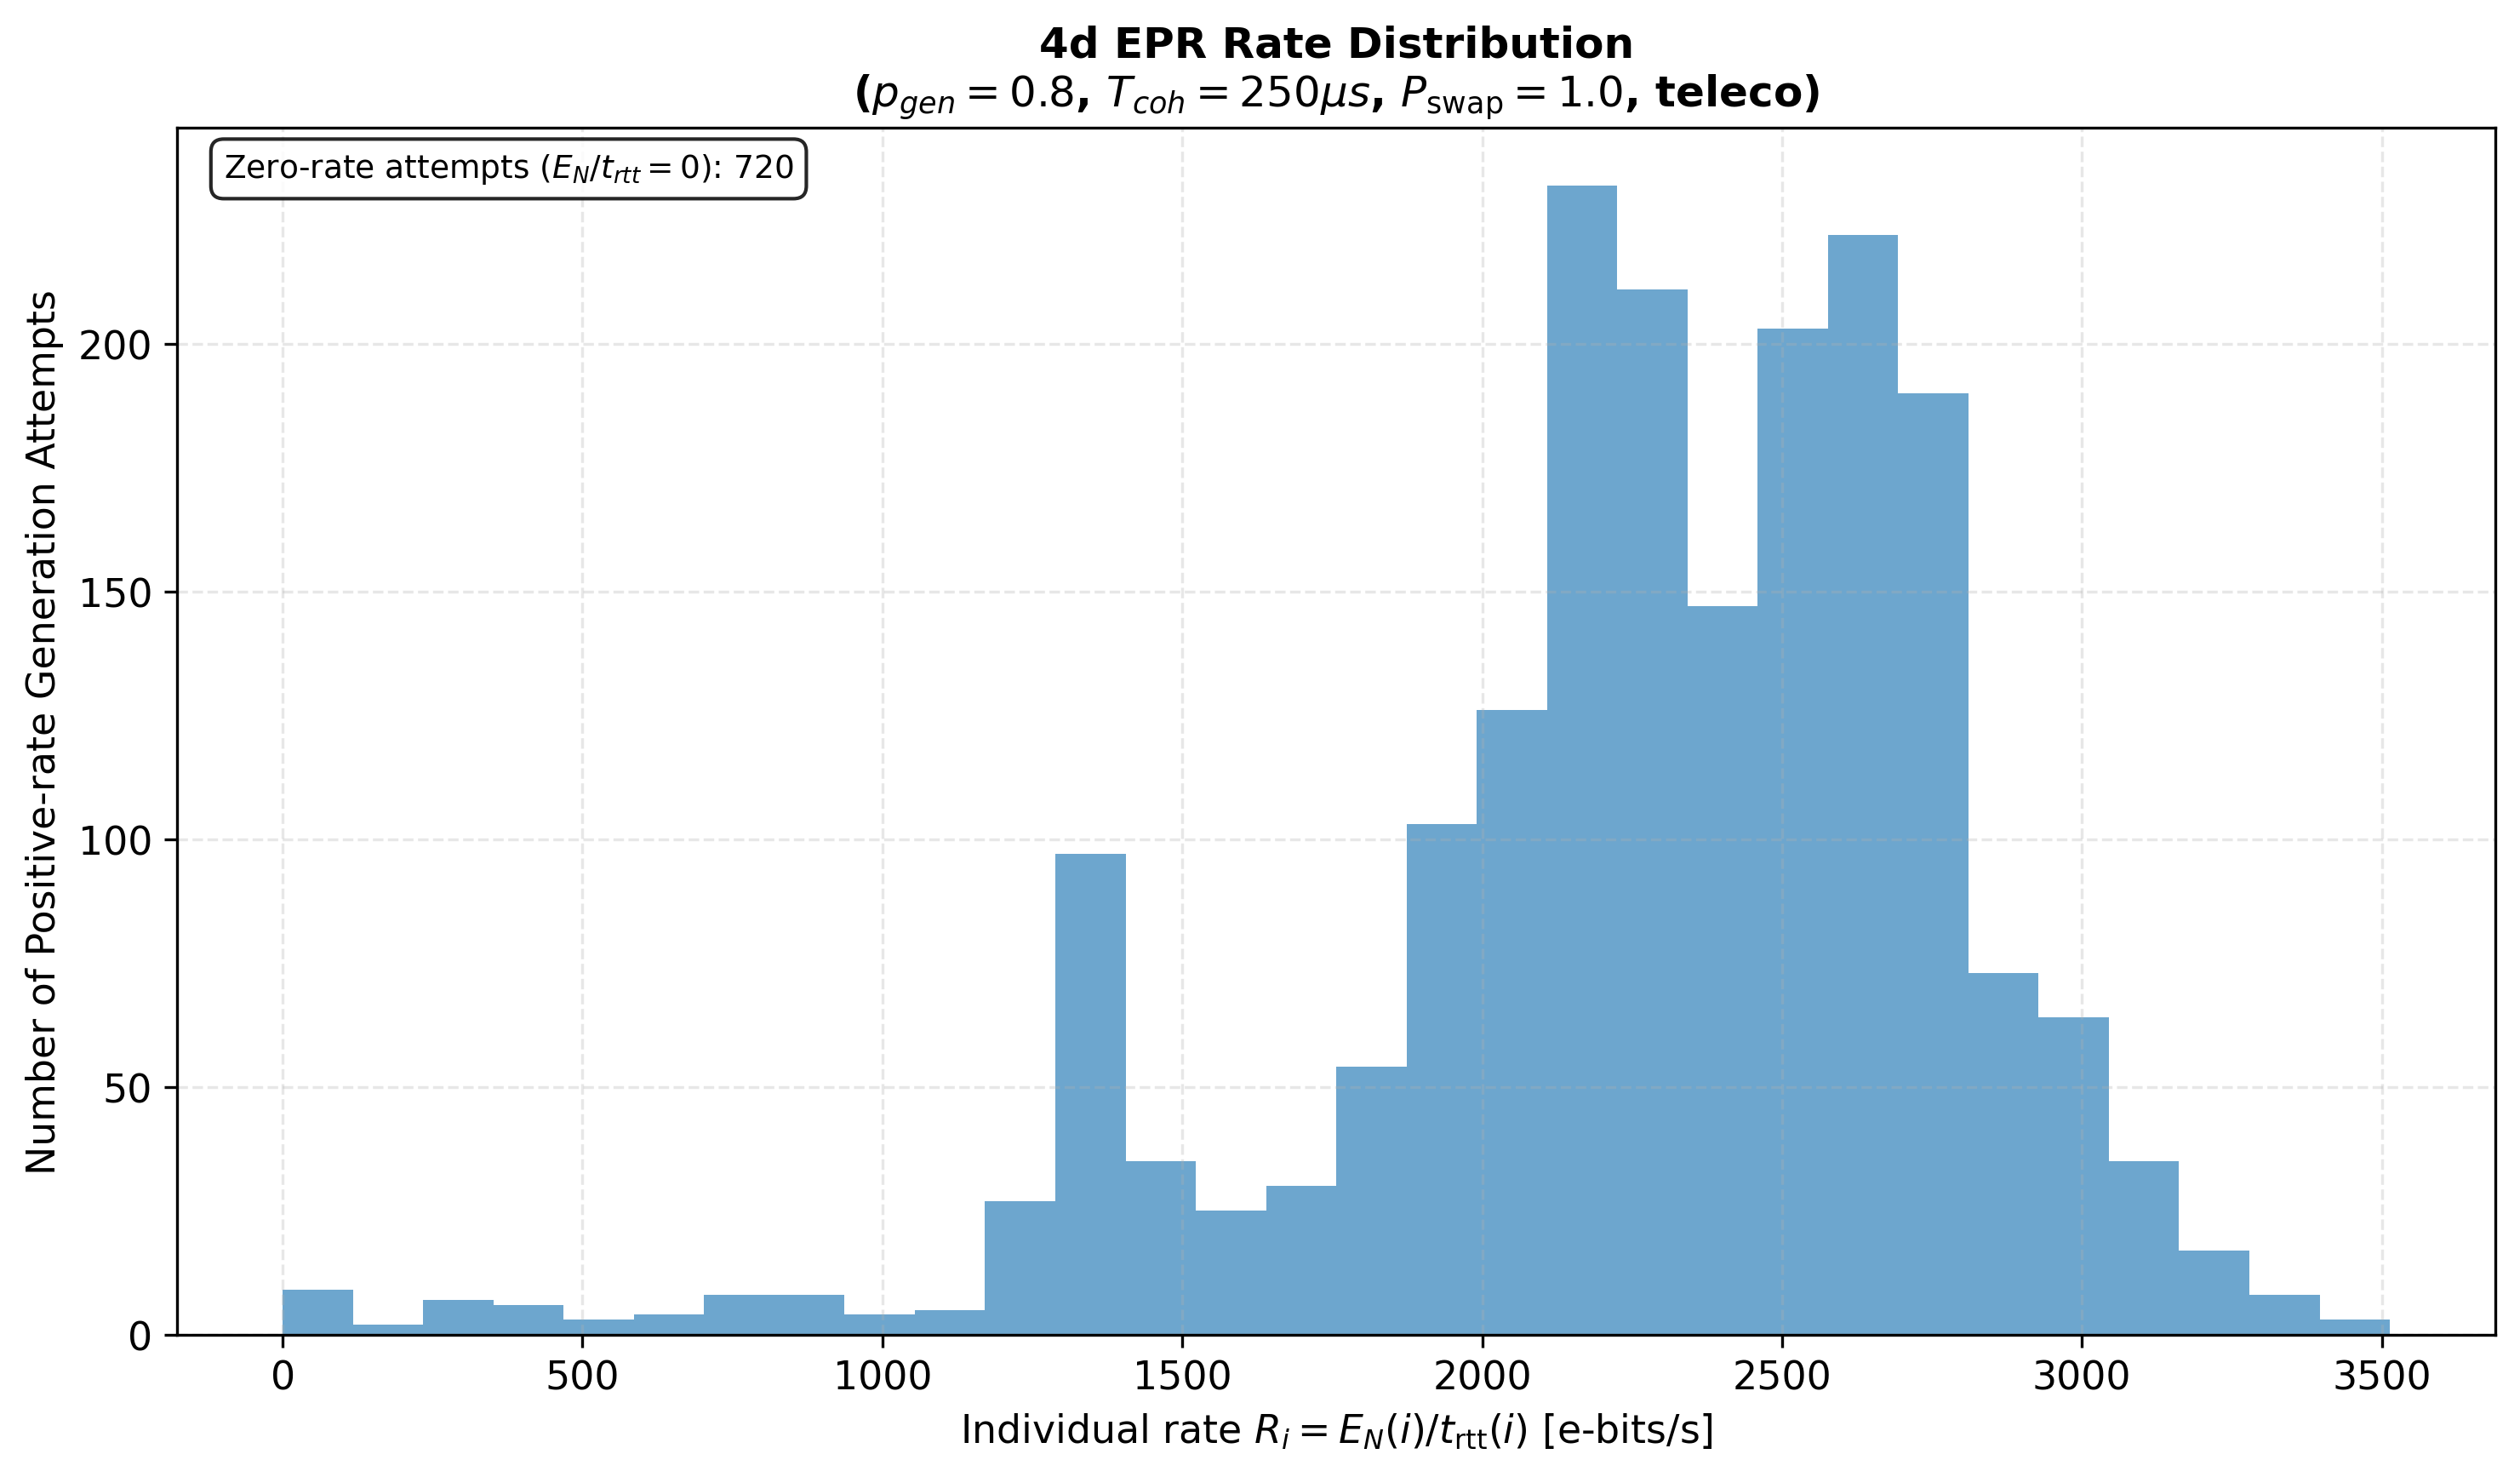 4d EPR Rate Distribution
(p_gen = 0.8, T_coh = 250μs, P_swap = 1.0, teleco)
Zero-rate attempts (E_N/t_rtt = 0): 720
Number of Positive-rate Generation Attempts
200
150
100
50
0
0 500 1000 1500 2000 2500 3000 3500
Individual rate R_i = E_N(i)/t_rtt(i) [e-bits/s]